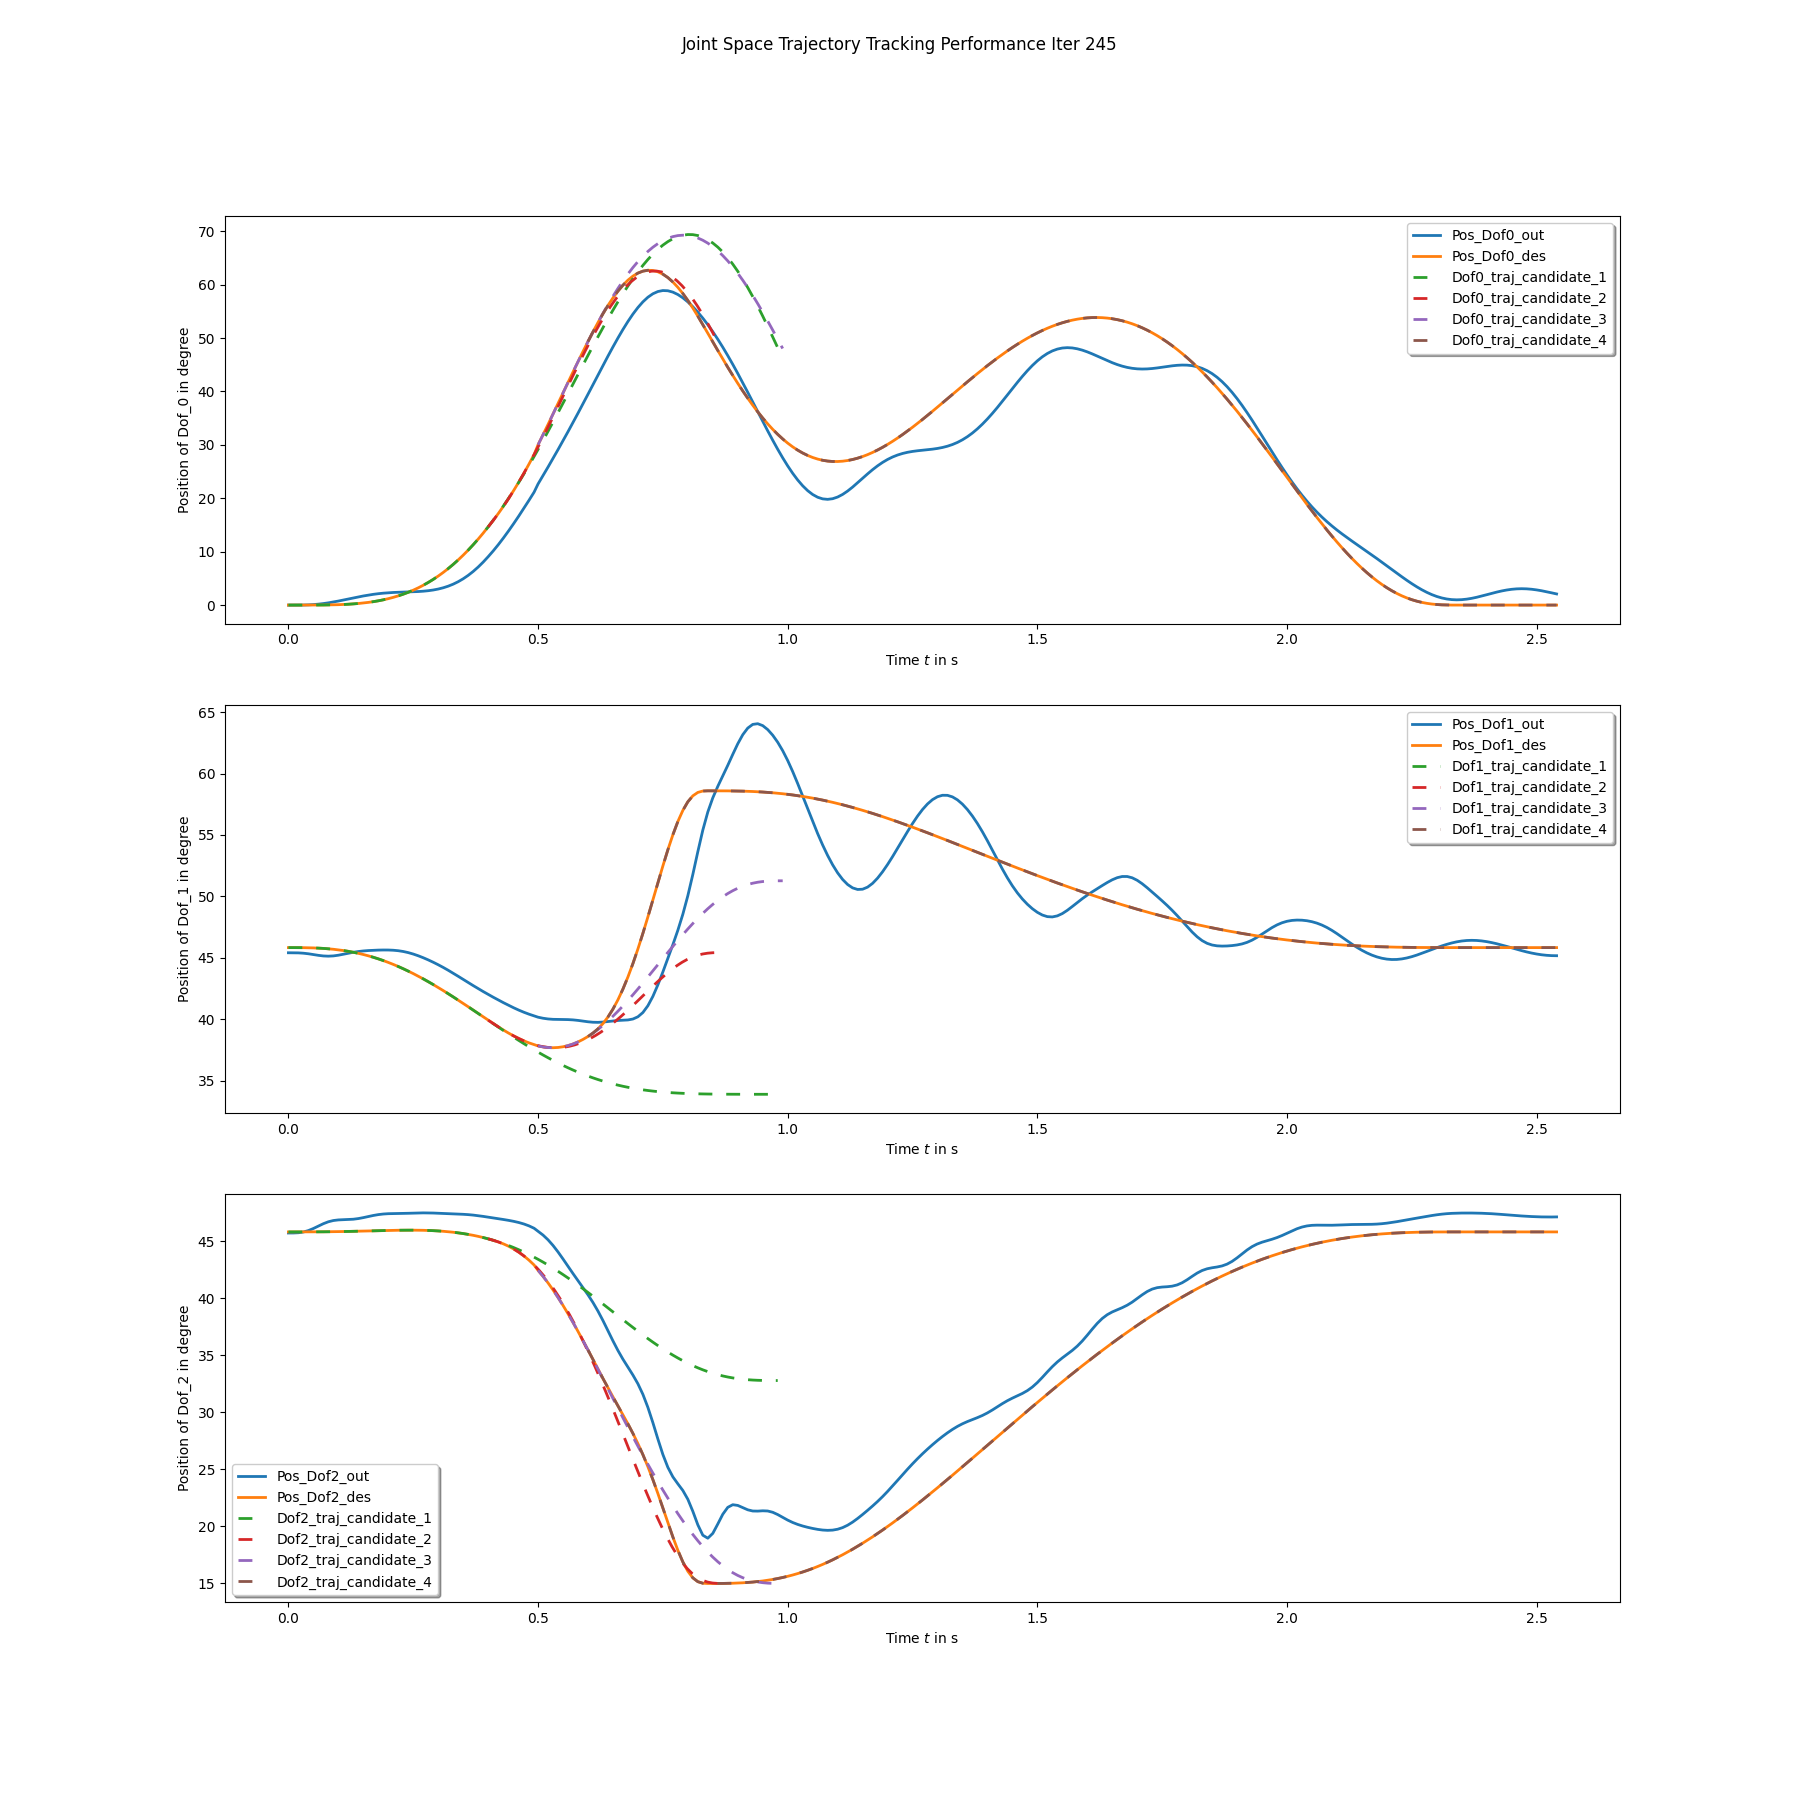 Joint Space Trajectory Tracking Performance Iter 245
Position of Dof_0 in degree
70
60
50
40
30
20
10
0
0.0 0.5 1.0 1.5 2.0 2.5
Time t in s
Pos_Dof0_out
Pos_Dof0_des
Dof0_traj_candidate_1
Dof0_traj_candidate_2
Dof0_traj_candidate_3
Dof0_traj_candidate_4
Position of Dof_1 in degree
65
60
55
50
45
40
35
0.0 0.5 1.0 1.5 2.0 2.5
Time t in s
Pos_Dof1_out
Pos_Dof1_des
Dof1_traj_candidate_1
Dof1_traj_candidate_2
Dof1_traj_candidate_3
Dof1_traj_candidate_4
Position of Dof_2 in degree
45
40
35
30
25
20
15
0.0 0.5 1.0 1.5 2.0 2.5
Time t in s
Pos_Dof2_out
Pos_Dof2_des
Dof2_traj_candidate_1
Dof2_traj_candidate_2
Dof2_traj_candidate_3
Dof2_traj_candidate_4